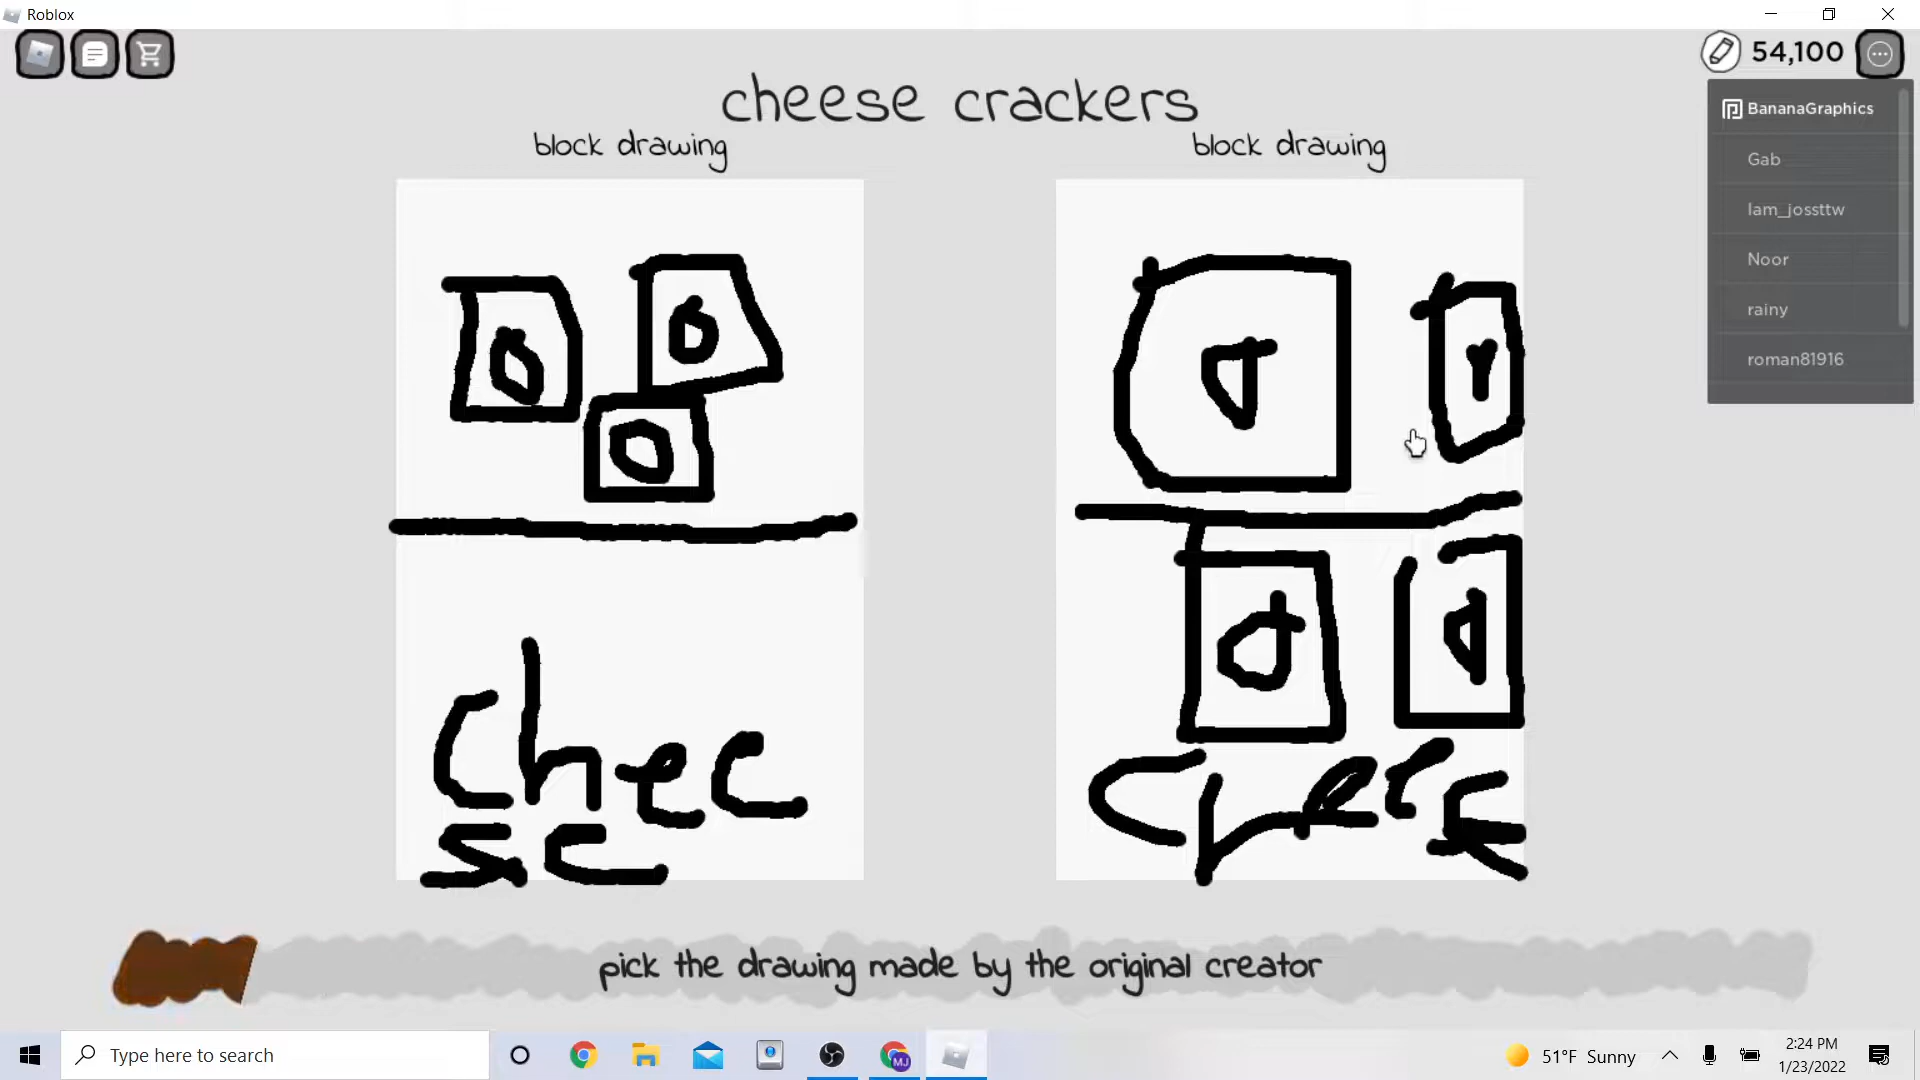 Roblox
54,100
cheese crackers
block drawing
block drawing
BananaGraphics
Gab
Iam_jossttw
Noor
rainy
roman81916
chee
se
pick the drawing made by the original creator
Type here to search
MJ
51°F Sunny
2:24 PM
1/23/2022